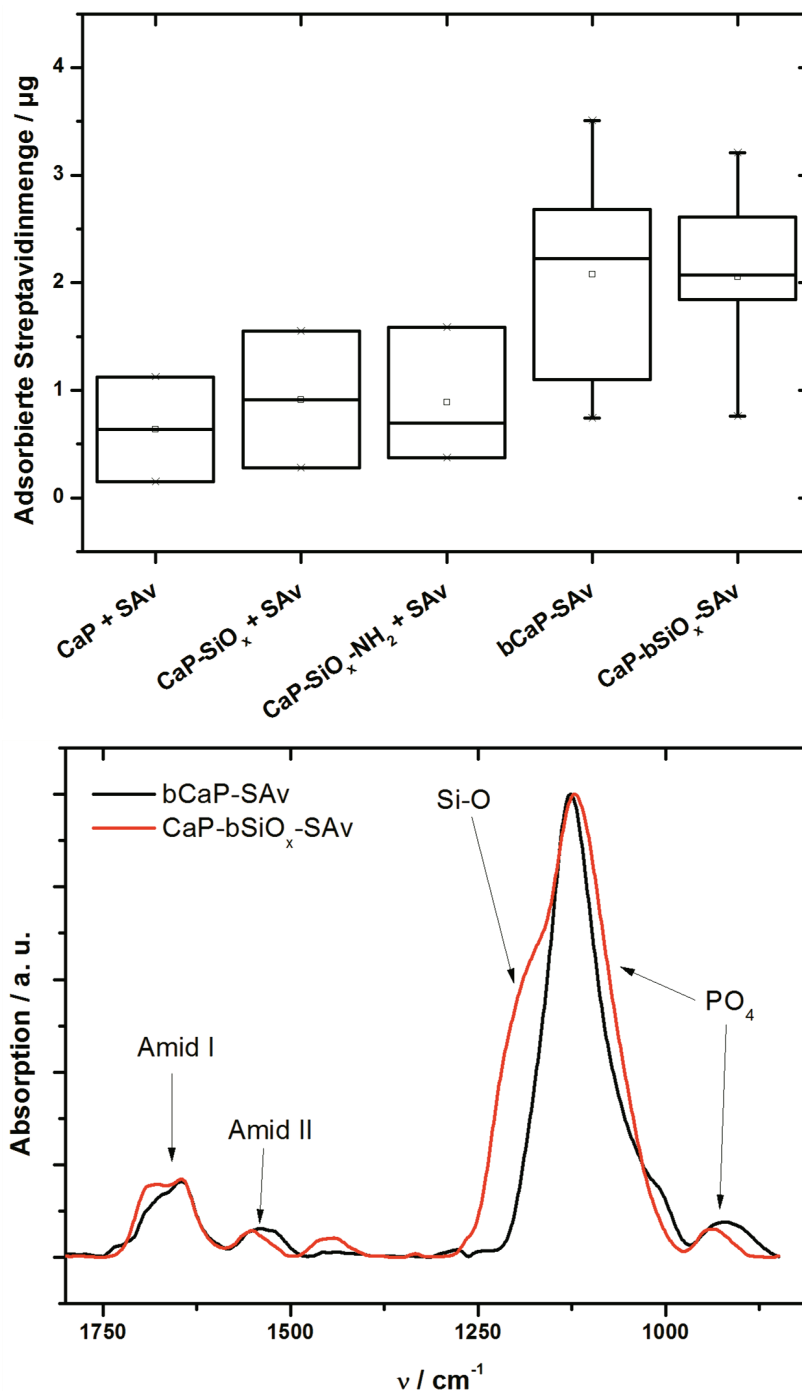 Adsorbierte Streptavidinmenge / µg
4
3
2
1
0
CaP + SAv
CaP-SiOₓ + SAv
CaP-SiOₓ-NH₂ + SAv
bCaP-SAv
CaP-bSiOₓ-SAv
bCaP-SAv
CaP-bSiOₓ-SAv
Si-O
PO₄
Amid I
Amid II
Absorption / a. u.
1750
1500
1250
1000
ν / cm⁻¹